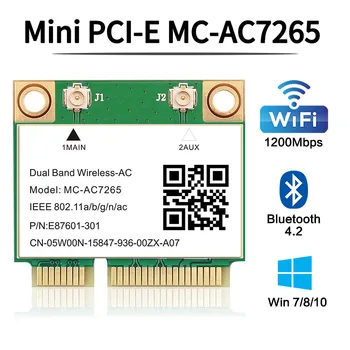 Mini PCI-E MC-AC7265
J1
J2
1MAIN
2AUX
Dual Band Wireless-AC
Model: MC-AC7265
IEEE 802.11a/b/g/n/ac
P/N:E87601-301
CN-05W00N-15847-936-00ZX-A07
WiFi
1200Mbps
Bluetooth
4.2
Win 7/8/10